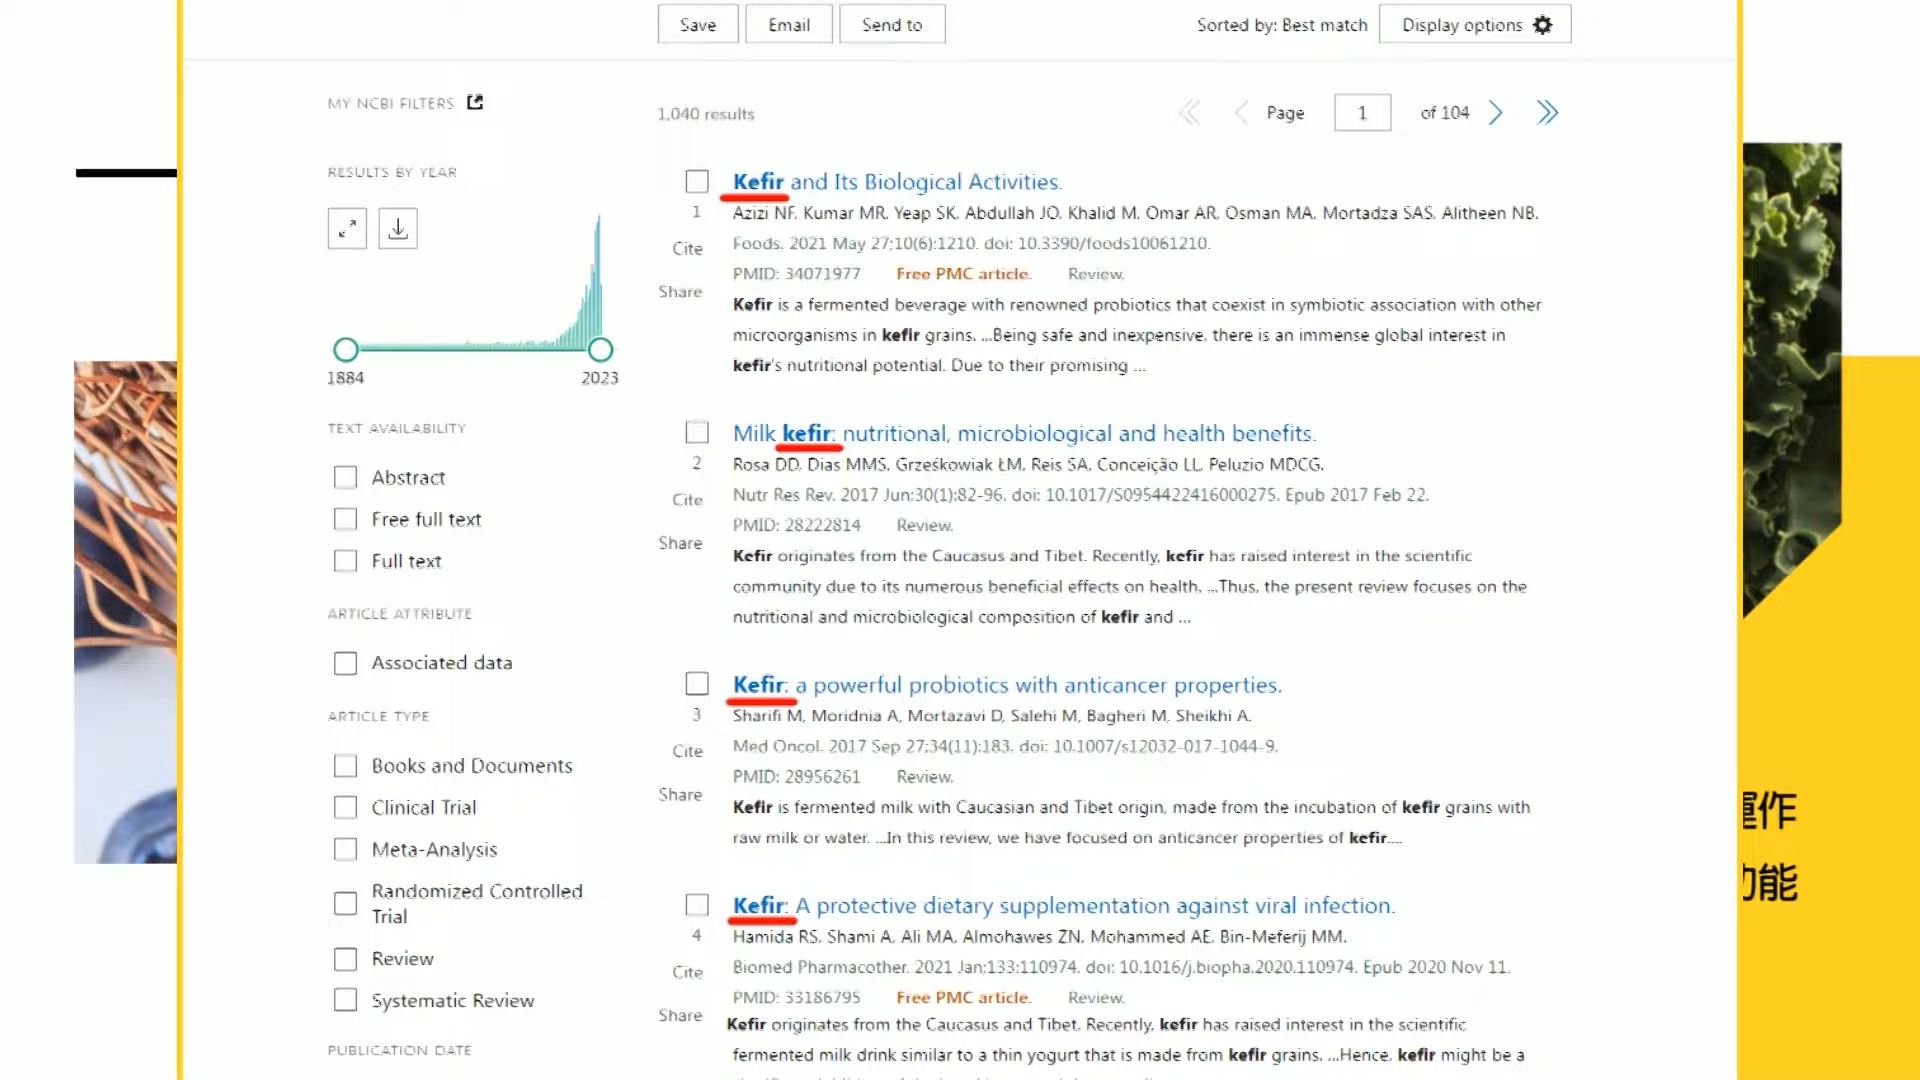 Save
Email
Send to
Sorted by: Best match
Display options
MY NCBI FILTERS
1,040 results
Page
1
of 104
RESULTS BY YEAR
1884
2023
TEXT AVAILABILITY
Abstract
Free full text
Full text
ARTICLE ATTRIBUTE
Associated data
ARTICLE TYPE
Books and Documents
Clinical Trial
Meta-Analysis
Randomized Controlled
Trial
Review
Systematic Review
PUBLICATION DATE
Kefir and Its Biological Activities.
1
Azizi NF, Kumar MR, Yeap SK, Abdullah JO, Khalid M, Omar AR, Osman MA, Mortadza SAS, Alitheen NB.
Cite
Foods. 2021 May 27;10(6):1210. doi: 10.3390/foods10061210.
PMID: 34071977
Free PMC article.
Review.
Share
Kefir is a fermented beverage with renowned probiotics that coexist in symbiotic association with other
microorganisms in kefir grains. ...Being safe and inexpensive, there is an immense global interest in
kefir's nutritional potential. Due to their promising ...
Milk kefir: nutritional, microbiological and health benefits.
2
Rosa DD, Dias MMS, Grześkowiak ŁM, Reis SA, Conceição LL, Peluzio MDCG.
Cite
Nutr Res Rev. 2017 Jun;30(1):82-96. doi: 10.1017/S0954422416000275. Epub 2017 Feb 22.
PMID: 28222814
Review.
Share
Kefir originates from the Caucasus and Tibet. Recently, kefir has raised interest in the scientific
community due to its numerous beneficial effects on health. ...Thus, the present review focuses on the
nutritional and microbiological composition of kefir and ...
Kefir: a powerful probiotics with anticancer properties.
3
Sharifi M, Moridnia A, Mortazavi D, Salehi M, Bagheri M, Sheikhi A.
Cite
Med Oncol. 2017 Sep 27;34(11):183. doi: 10.1007/s12032-017-1044-9.
PMID: 28956261
Review.
Share
Kefir is fermented milk with Caucasian and Tibet origin, made from the incubation of kefir grains with
raw milk or water. ...In this review, we have focused on anticancer properties of kefir....
Kefir: A protective dietary supplementation against viral infection.
4
Hamida RS, Shami A, Ali MA, Almohawes ZN, Mohammed AE, Bin-Meferij MM.
Cite
Biomed Pharmacother. 2021 Jan;133:110974. doi: 10.1016/j.biopha.2020.110974. Epub 2020 Nov 11.
PMID: 33186795
Free PMC article.
Review.
Share
Kefir originates from the Caucasus and Tibet. Recently, kefir has raised interest in the scientific
fermented milk drink similar to a thin yogurt that is made from kefir grains. ...Hence, kefir might be a
運作
功能